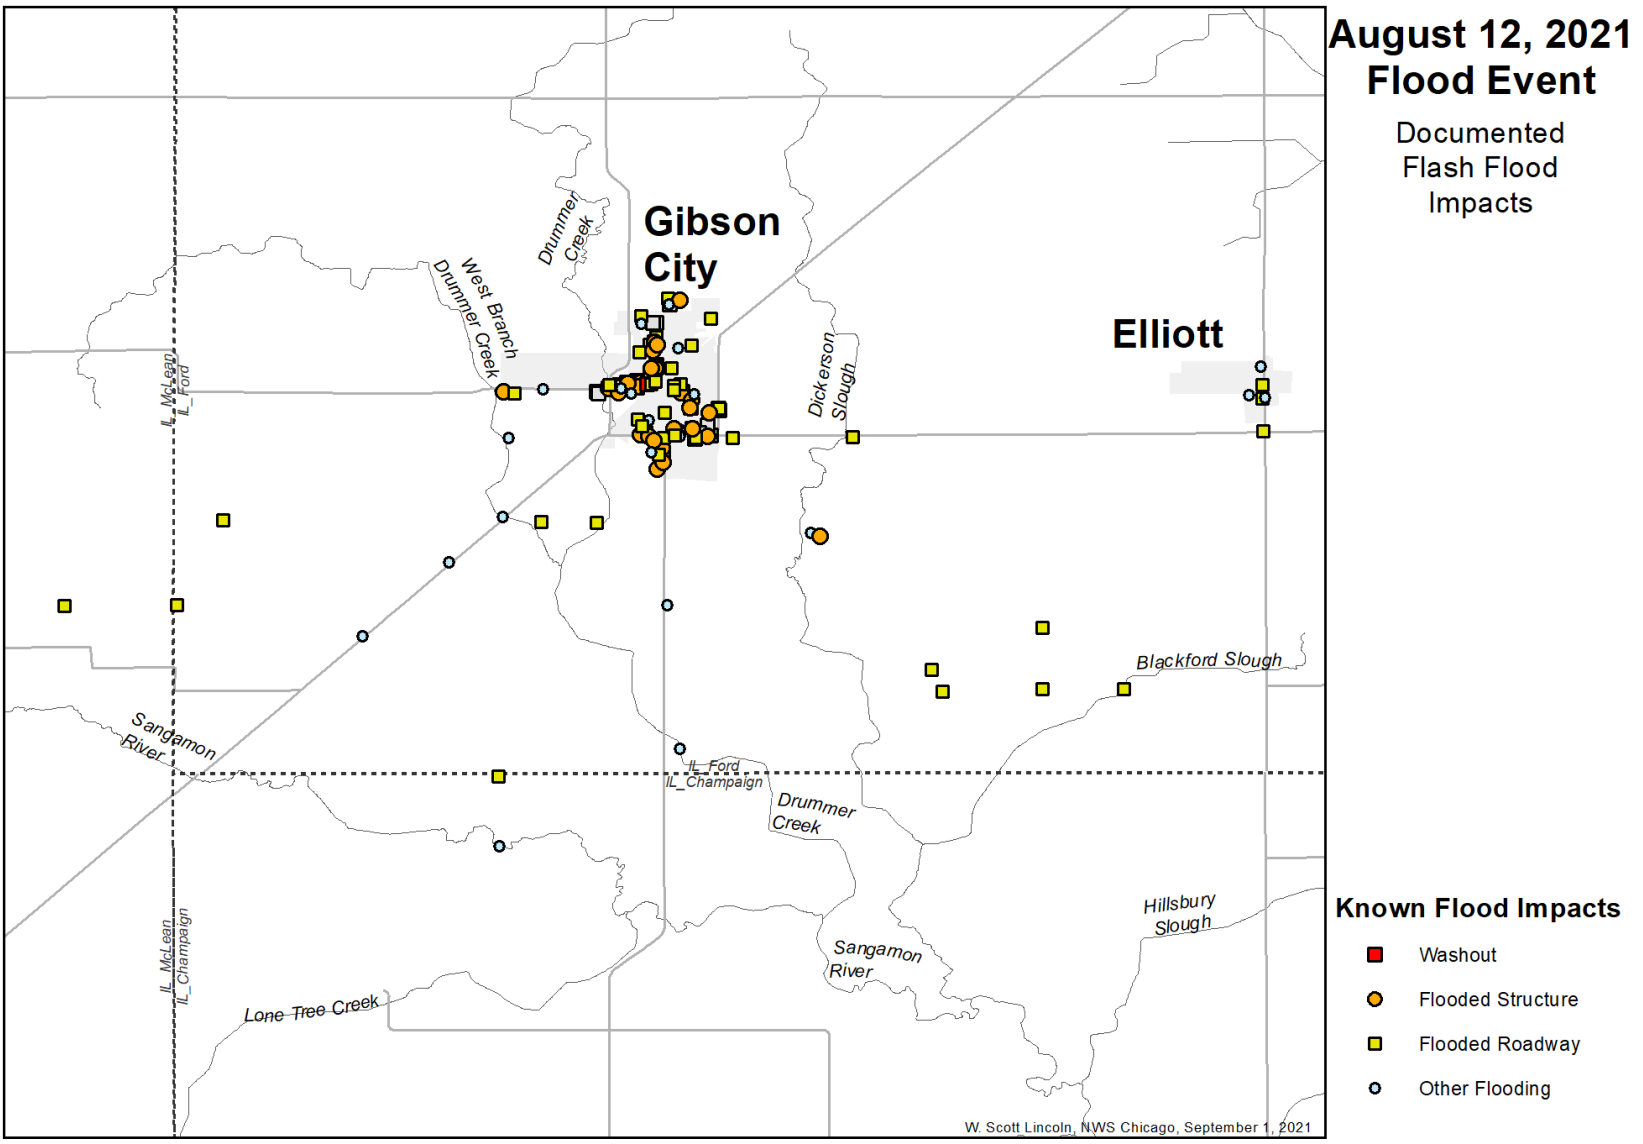 August 12, 2021
Flood Event
Documented
Flash Flood
Impacts
Gibson
City
Elliott
Drummer
Creek
West Branch
Drummer Creek
Creek
Dickerson
Slough
IL_McLean
IL_Ford
Blackford Slough
Sangamon
River
IL_Ford
IL_Champaign
Drummer
Creek
Hillsbury
Slough
IL_McLean
IL_Champaign
Sangamon
River
Lone Tree Creek
Known Flood Impacts
Washout
Flooded Structure
Flooded Roadway
Other Flooding
W. Scott Lincoln, NWS Chicago, September 1, 2021